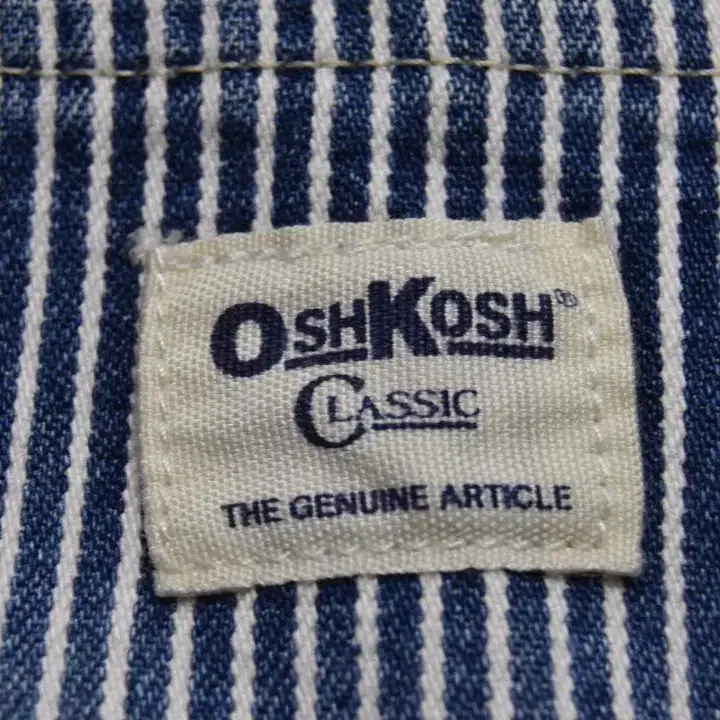 OSHKOSH®
CLASSIC
THE GENUINE ARTICLE